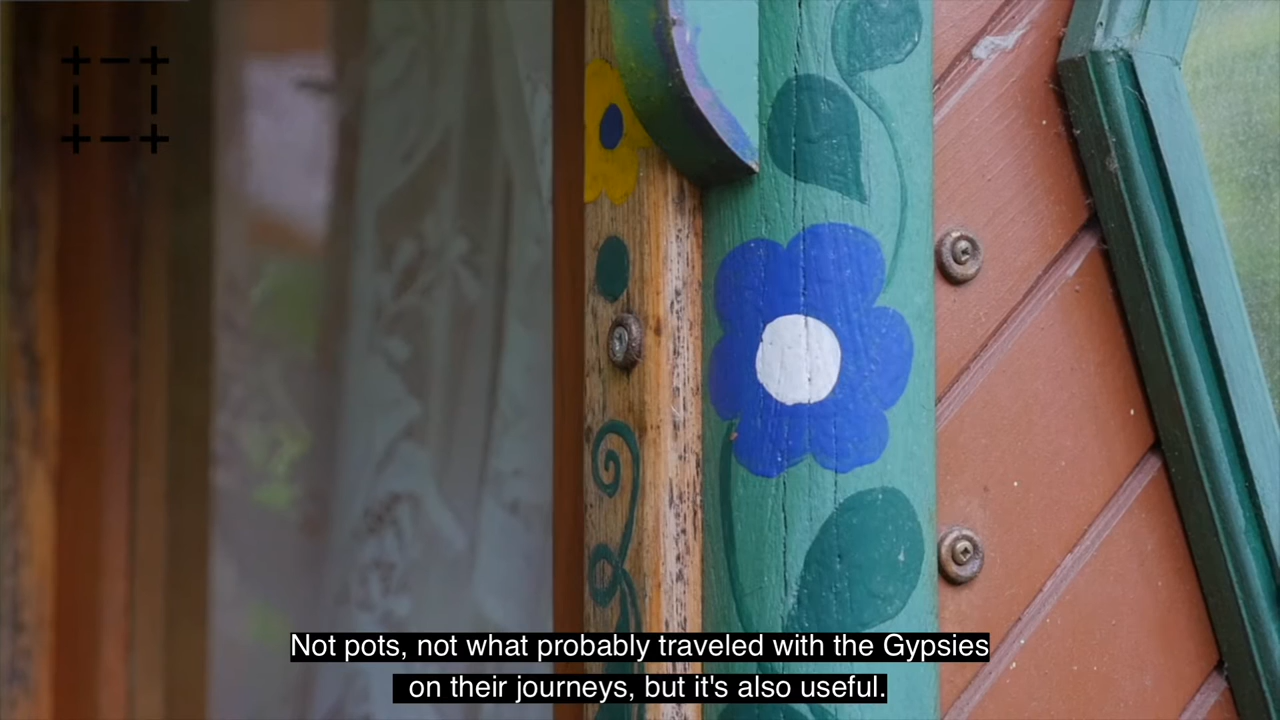 Not pots, not what probably traveled with the Gypsies
on their journeys, but it's also useful.